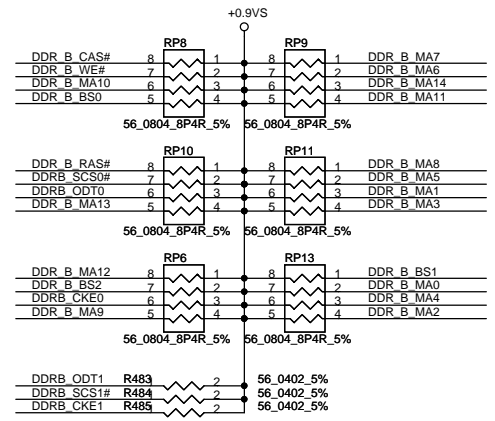 +0.9VS
RP8 RP9
DDR_B_CAS# 8 1 8 1 DDR_B_MA7
DDR_B_WE# 7 2 7 2 DDR_B_MA6
DDR_B_MA10 6 3 6 3 DDR_B_MA14
DDR_B_BS0 5 4 5 4 DDR_B_MA11
56_0804_8P4R_5% 56_0804_8P4R_5%
RP10 RP11
DDR_B_RAS# 8 1 8 1 DDR_B_MA8
DDRB_SCS0# 7 2 7 2 DDR_B_MA5
DDRB_ODT0 6 3 6 3 DDR_B_MA1
DDR_B_MA13 5 4 5 4 DDR_B_MA3
56_0804_8P4R_5% 56_0804_8P4R_5%
RP6 RP13
DDR_B_MA12 8 1 8 1 DDR_B_BS1
DDR_B_BS2 7 2 7 2 DDR_B_MA0
DDRB_CKE0 6 3 6 3 DDR_B_MA4
DDR_B_MA9 5 4 5 4 DDR_B_MA2
56_0804_8P4R_5% 56_0804_8P4R_5%
DDRB_ODT1 R483 2 56_0402_5%
DDRB_SCS1# R484 2 56_0402_5%
DDRB_CKE1 R485 2 56_0402_5%